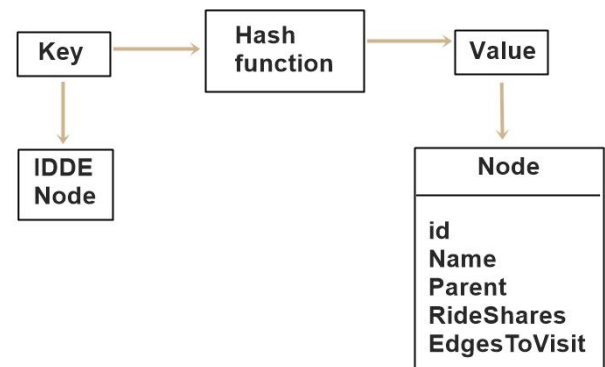 Key
Hash
function
Value
IDDE
Node
Node
id
Name
Parent
RideShares
EdgesToVisit